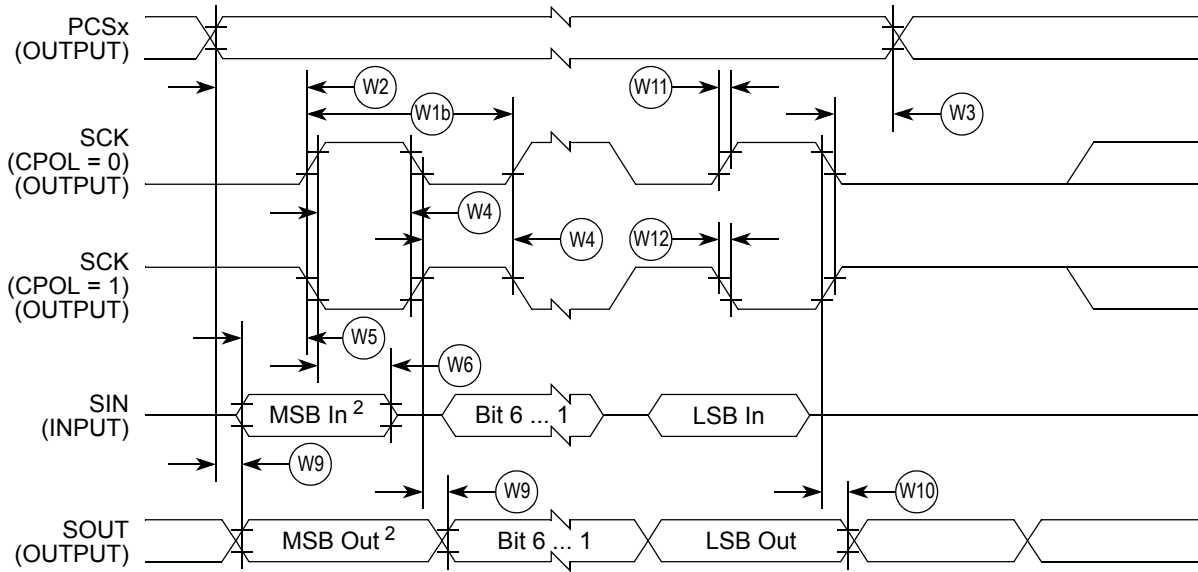 PCSx
(OUTPUT)
W2
W11
W1b
W3
SCK
(CPOL = 0)
(OUTPUT)
W4
W4
W12
SCK
(CPOL = 1)
(OUTPUT)
W5
W6
SIN
(INPUT)
MSB In 2
Bit 6 ... 1
LSB In
W9
W9
W10
SOUT
(OUTPUT)
MSB Out 2
Bit 6 ... 1
LSB Out